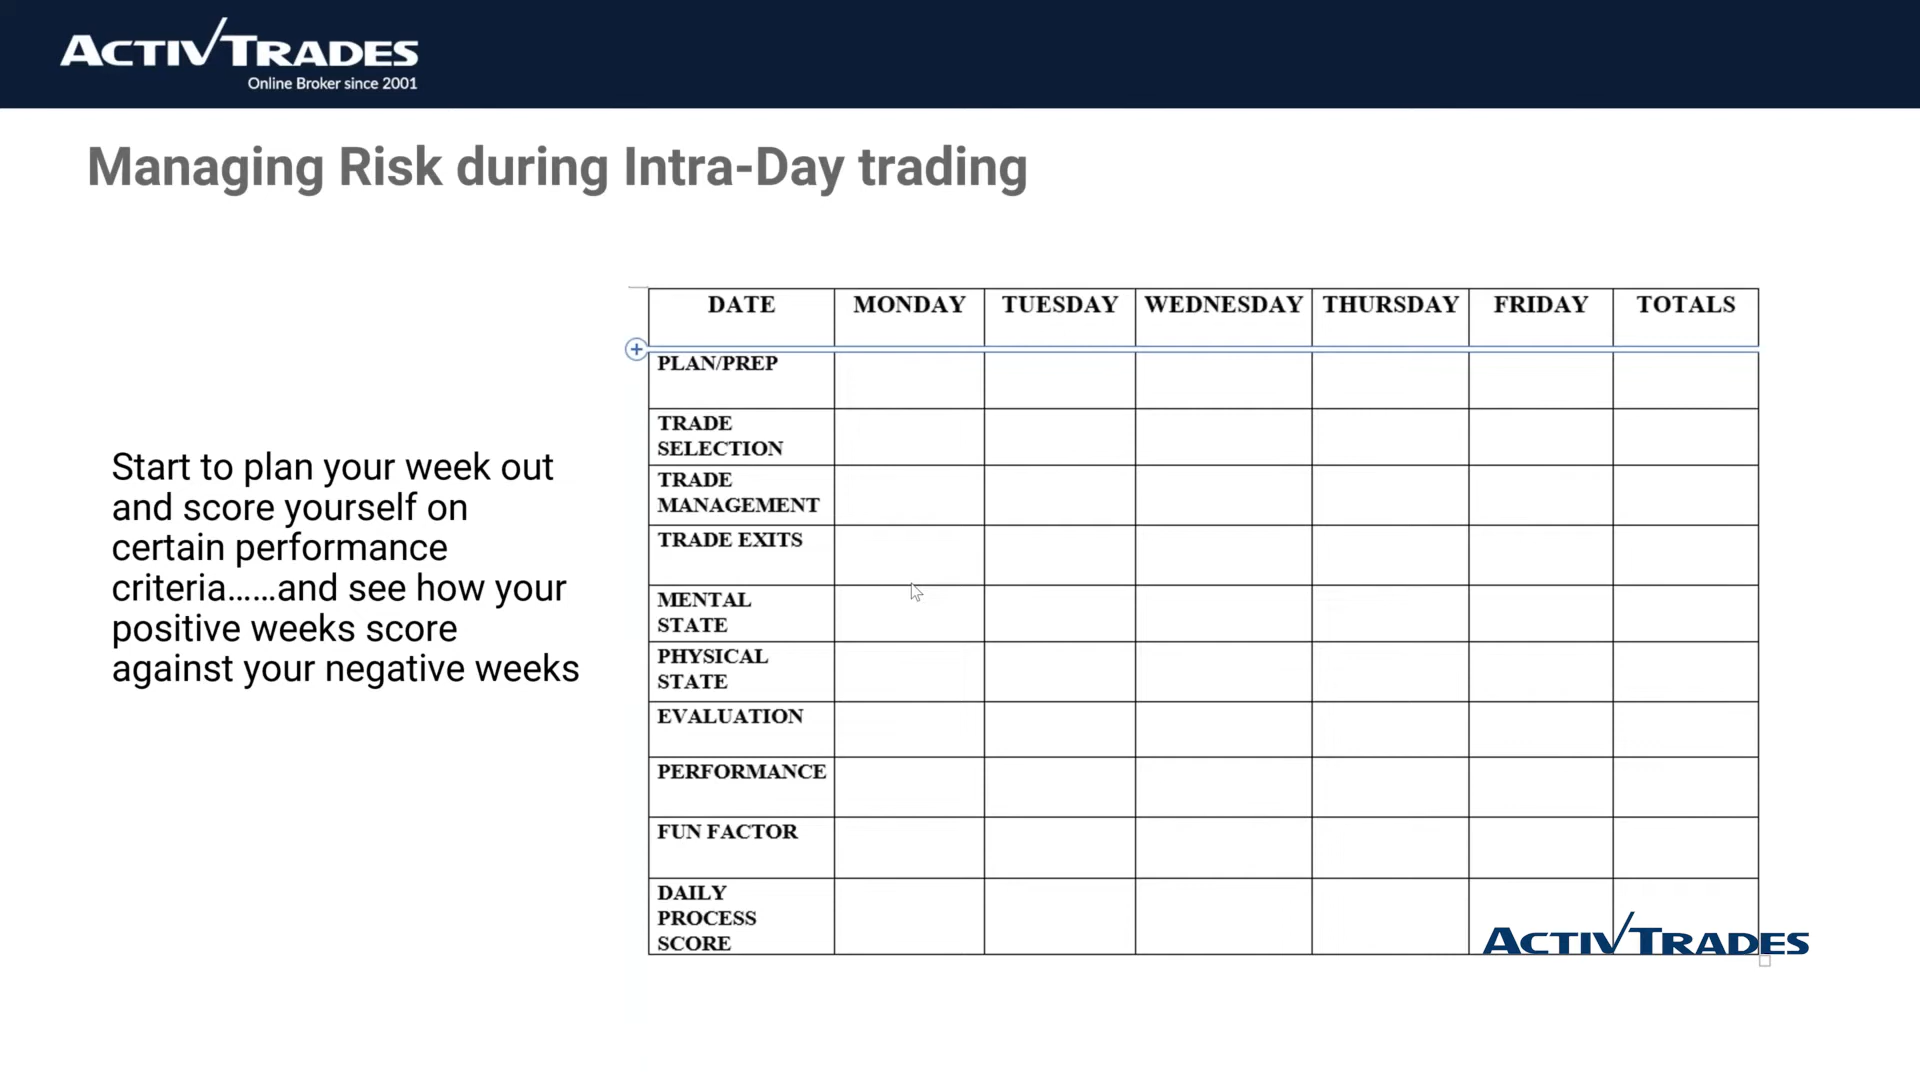 ACTIVTRADES
Online Broker since 2001
Managing Risk during Intra-Day trading
Start to plan your week out
and score yourself on
certain performance
criteria......and see how your
positive weeks score
against your negative weeks
DATE MONDAY TUESDAY WEDNESDAY THURSDAY FRIDAY TOTALS
PLAN/PREP
TRADE
SELECTION
TRADE
MANAGEMENT
TRADE EXITS
MENTAL
STATE
PHYSICAL
STATE
EVALUATION
PERFORMANCE
FUN FACTOR
DAILY
PROCESS
SCORE
ACTIVTRADES